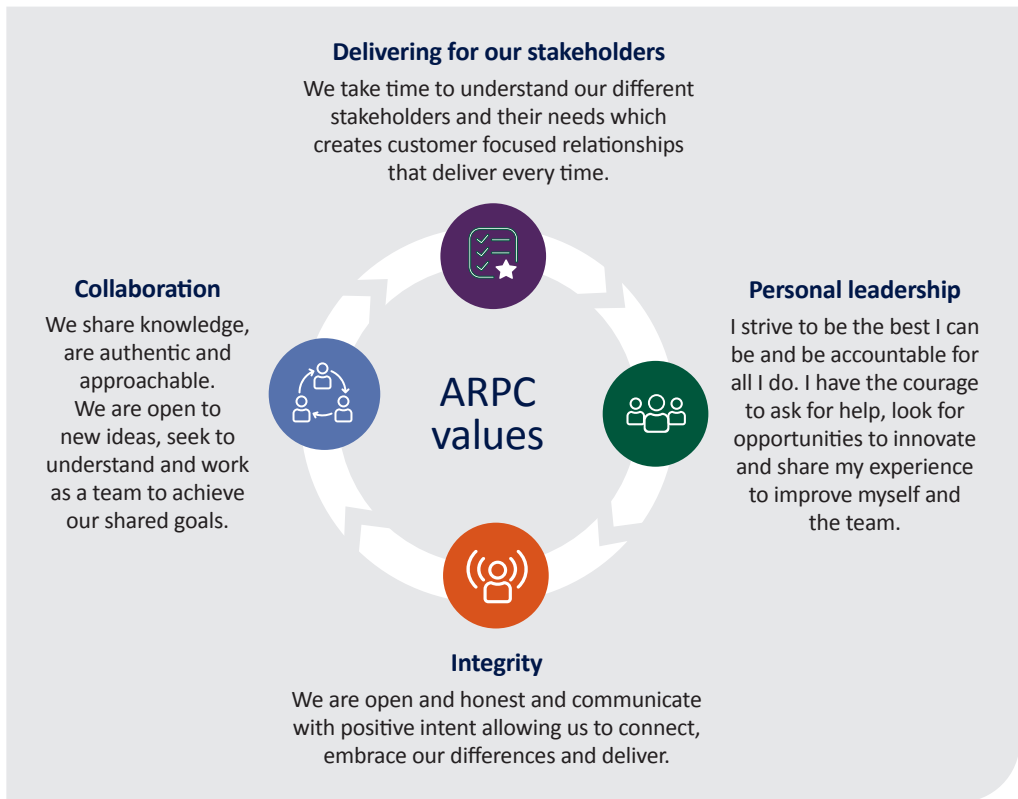 Delivering for our stakeholders
We take time to understand our different
stakeholders and their needs which
creates customer focused relationships
that deliver every time.
Collaboration
We share knowledge,
are authentic and
approachable.
We are open to
new ideas, seek to
understand and work
as a team to achieve
our shared goals.
ARPC
values
Personal leadership
I strive to be the best I can
be and be accountable for
all I do. I have the courage
to ask for help, look for
opportunities to innovate
and share my experience
to improve myself and
the team.
Integrity
We are open and honest and communicate
with positive intent allowing us to connect,
embrace our differences and deliver.